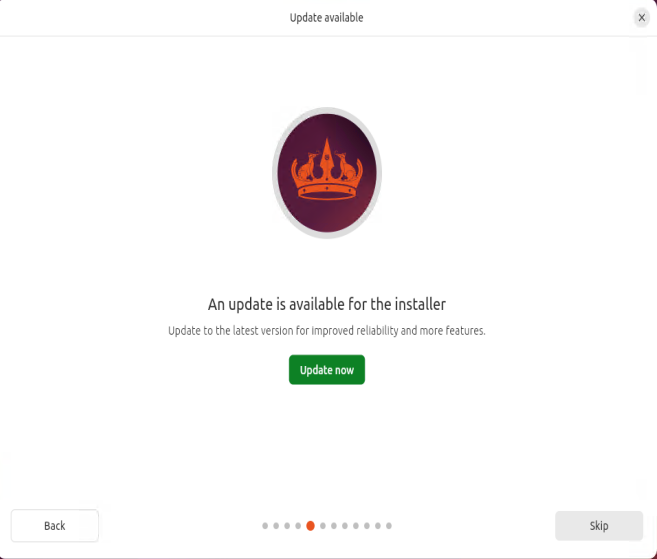 Update available
An update is available for the installer
Update to the latest version for improved reliability and more features.
Update now
Back
Skip